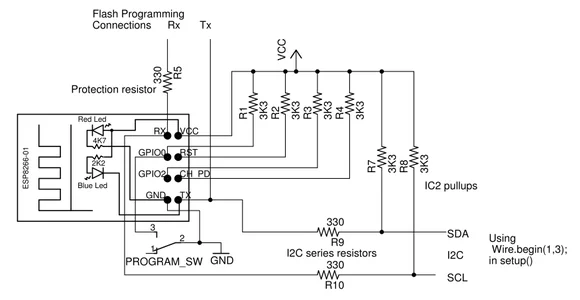 Flash Programming
Connections Rx Tx
VCC
330
R5
Protection resistor
Red Led
4K7
2K2
Blue Led
ESP8266-01
RX VCC
GPIO0 RST
GPIO2 CH_PD
GND TX
R1 3K3
R2 3K3
R3 3K3
R4 3K3
R7 3K3
R8 3K3
IC2 pullups
3
2
1
PROGRAM_SW
GND
330
R9
I2C series resistors
330
R10
SDA
I2C
SCL
Using
Wire.begin(1,3);
in setup()